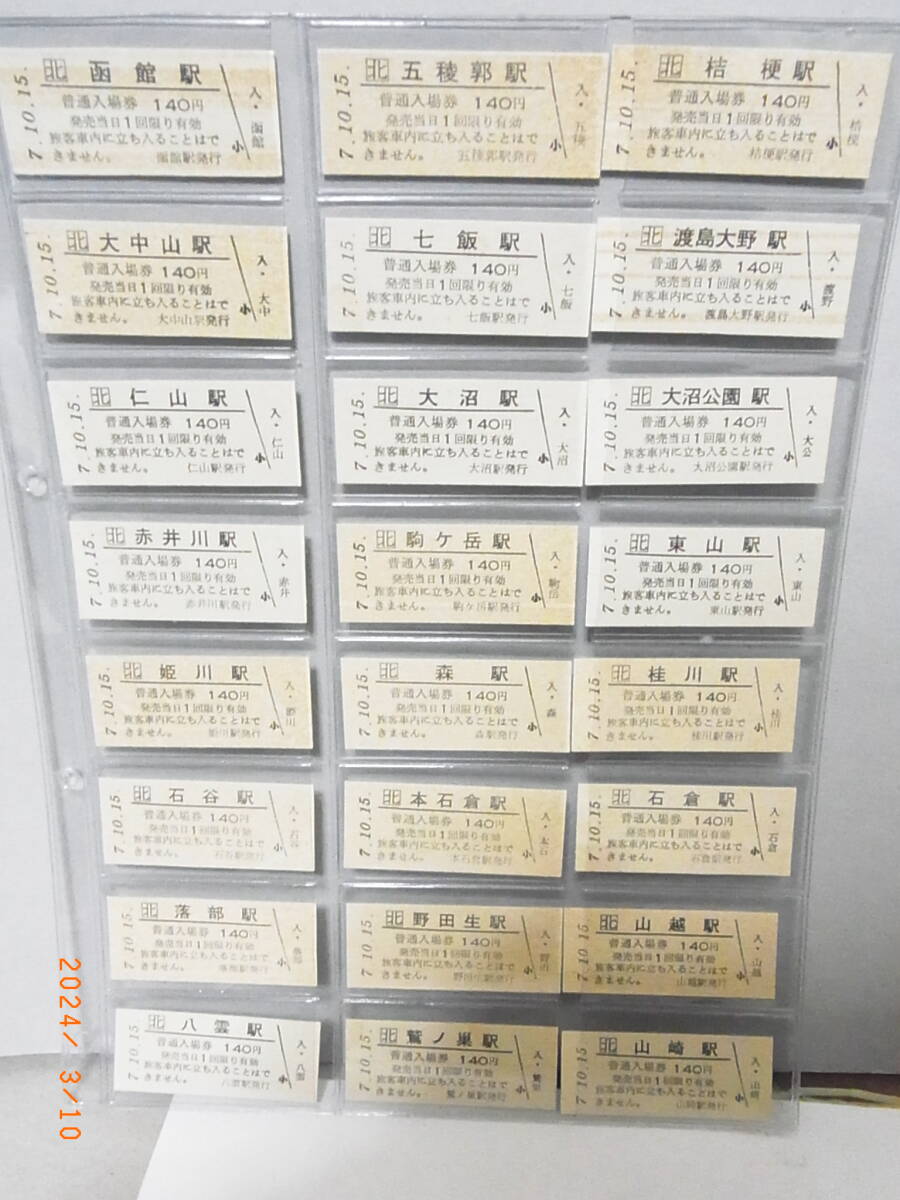 北 函館駅
普通入場券 140円
発売当日1回限り有効
旅客車内に立ち入ることはで
きません。 函館駅発行
7.10.15.
入・函館
小
北 五稜郭駅
普通入場券 140円
発売当日1回限り有効
旅客車内に立ち入ることはで
きません。 五稜郭駅発行
7.10.15.
入・五稜
小
北 桔梗駅
普通入場券 140円
発売当日1回限り有効
旅客車内に立ち入ることはで
きません。 桔梗駅発行
7.10.15.
入・桔梗
小
北 大中山駅
普通入場券 140円
発売当日1回限り有効
旅客車内に立ち入ることはで
きません。 大中山駅発行
7.10.15.
入・大中
小
北 七飯駅
普通入場券 140円
発売当日1回限り有効
旅客車内に立ち入ることはで
きません。 七飯駅発行
7.10.15.
入・七飯
小
北 渡島大野駅
普通入場券 140円
発売当日1回限り有効
旅客車内に立ち入ることはで
きません。 渡島大野駅発行
7.10.15.
入・渡野
小
北 仁山駅
普通入場券 140円
発売当日1回限り有効
旅客車内に立ち入ることはで
きません。 仁山駅発行
7.10.15.
入・仁山
小
北 大沼駅
普通入場券 140円
発売当日1回限り有効
旅客車内に立ち入ることはで
きません。 大沼駅発行
7.10.15.
入・大沼
小
北 大沼公園駅
普通入場券 140円
発売当日1回限り有効
旅客車内に立ち入ることはで
きません。 大沼公園駅発行
7.10.15.
入・大公
小
北 赤井川駅
普通入場券 140円
発売当日1回限り有効
旅客車内に立ち入ることはで
きません。 赤井川駅発行
7.10.15.
入・赤井
小
北 駒ケ岳駅
普通入場券 140円
発売当日1回限り有効
旅客車内に立ち入ることはで
きません。 駒ケ岳駅発行
7.10.15.
入・駒岳
小
北 東山駅
普通入場券 140円
発売当日1回限り有効
旅客車内に立ち入ることはで
きません。 東山駅発行
7.10.15.
入・東山
小
北 姫川駅
普通入場券 140円
発売当日1回限り有効
旅客車内に立ち入ることはで
きません。 姫川駅発行
7.10.15.
入・姫川
小
北 森駅
普通入場券 140円
発売当日1回限り有効
旅客車内に立ち入ることはで
きません。 森駅発行
7.10.15.
入・森
小
北 桂川駅
普通入場券 140円
発売当日1回限り有効
旅客車内に立ち入ることはで
きません。 桂川駅発行
7.10.15.
入・桂川
小
北 石谷駅
普通入場券 140円
発売当日1回限り有効
旅客車内に立ち入ることはで
きません。 石谷駅発行
7.10.15
入・石谷
小
北 本石倉駅
普通入場券 140円
発売当日1回限り有効
旅客車内に立ち入ることはで
きません。 本石倉駅発行
7.10.15.
入・本石
小
北 石倉駅
普通入場券 140円
発売当日1回限り有効
旅客車内に立ち入ることはで
きません。 石倉駅発行
7.10.15.
入・石倉
小
北 落部駅
普通入場券 140円
発売当日1回限り有効
旅客車内に立ち入ることはで
きません。 落部駅発行
7.10.15.
入・落部
小
北 野田生駅
普通入場券 140円
発売当日1回限り有効
旅客車内に立ち入ることはで
きません。 野田生駅発行
7.10.15.
入・野田
小
北 山越駅
普通入場券 140円
発売当日1回限り有効
旅客車内に立ち入ることはで
きません。 山越駅発行
7.10.15.
入・山越
小
北 八雲駅
普通入場券 140円
発売当日1回限り有効
旅客車内に立ち入ることはで
きません。 八雲駅発行
7.10.15
入・八雲
小
北 鷲ノ巣駅
普通入場券 140円
発売当日1回限り有効
旅客車内に立ち入ることはで
きません。 鷲ノ巣駅発行
7.10.15.
入・鷲巣
小
北 山崎駅
普通入場券 140円
発売当日1回限り有効
旅客車内に立ち入ることはで
きません。 山崎駅発行
7.10.15.
入・山崎
小
2024/ 3/10